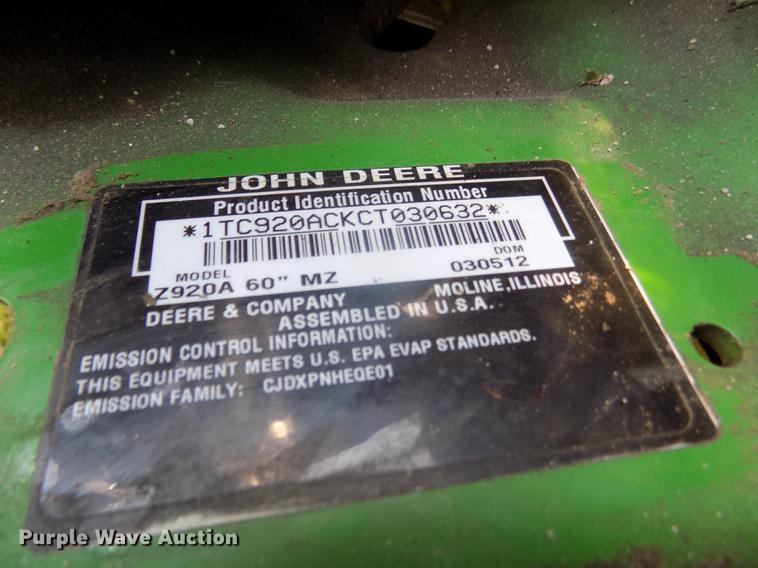 JOHN DEERE
Product Identification Number
*1TC920ACKCT030632*
MODEL DOM
Z920A 60" MZ 030512
DEERE & COMPANY MOLINE, ILLINOIS
ASSEMBLED IN U.S.A.
EMISSION CONTROL INFORMATION:
THIS EQUIPMENT MEETS U.S. EPA EVAP STANDARDS.
EMISSION FAMILY: CJDXPNHEQE01
Purple Wave Auction